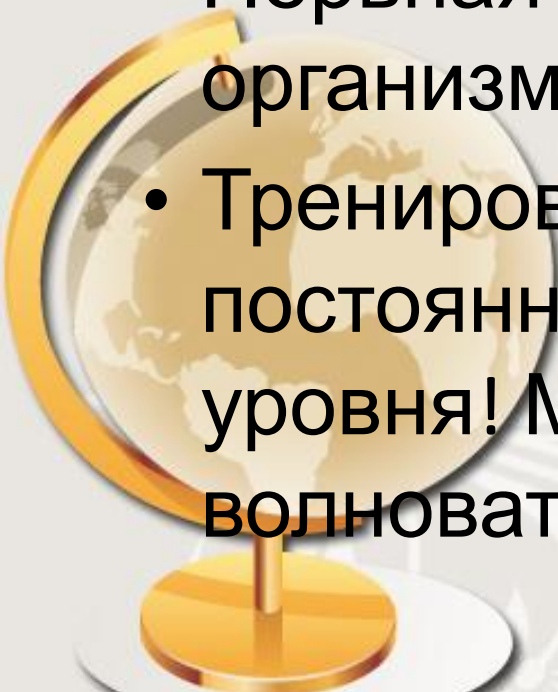 организм
• Трениров
постоянн
уровня!
волноват